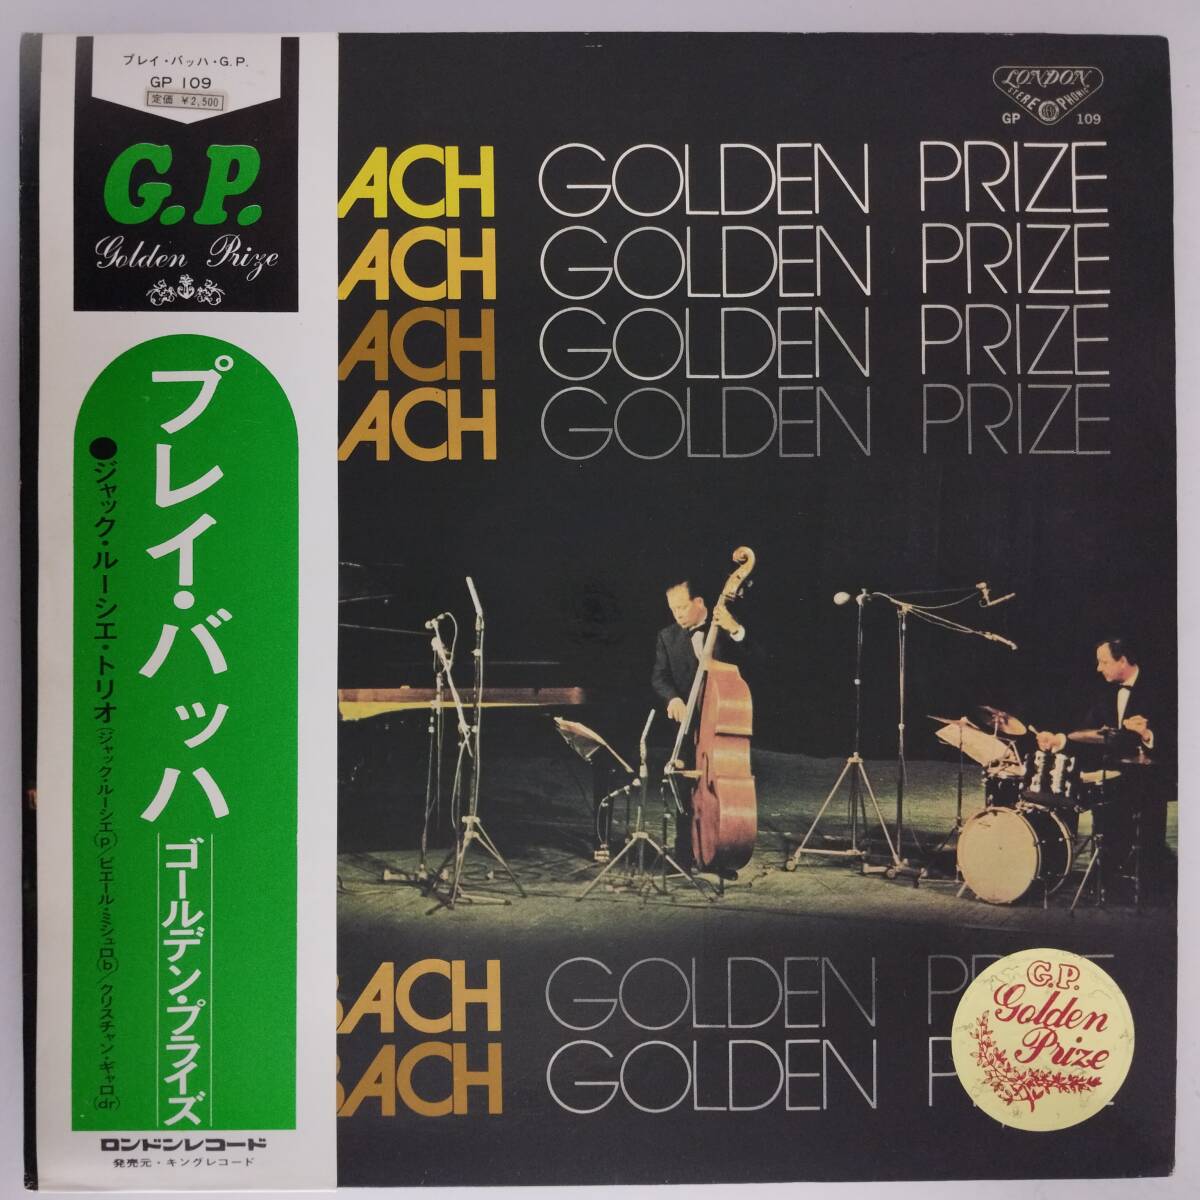 プレイ・バッハ・G.P.
GP 109
定価 ¥2,500
G.P.
Golden Prize
プレイ・バッハ
ゴールデン・プライズ
●ジャック・ルーシエ・トリオ(ジャック・ルーシエ(p)/ピエール・ミシュロ(b)/クリスチャン・ギャロ(dr)
ロンドンレコード
発売元・キングレコード
LONDON
STEREOPHONIC
GP 109
ACH GOLDEN PRIZE
ACH GOLDEN PRIZE
ACH GOLDEN PRIZE
ACH GOLDEN PRIZE
BACH GOLDEN PRIZE
BACH GOLDEN P
G.P.
Golden
Prize